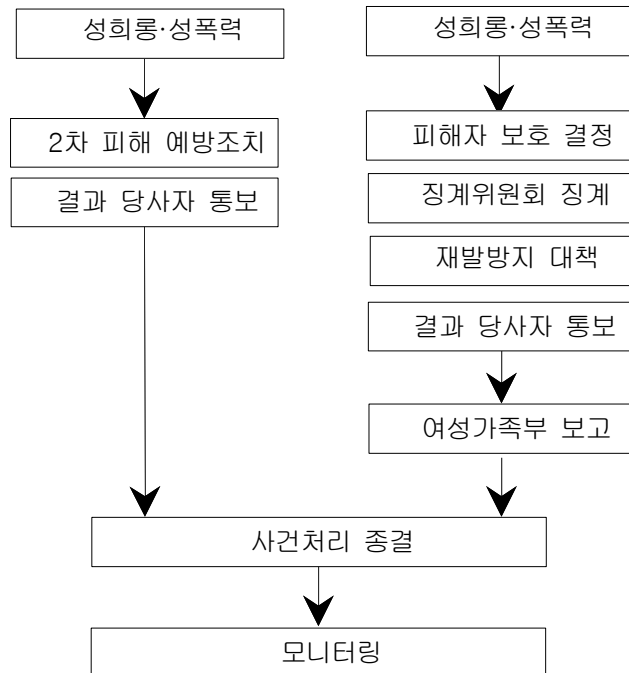 성희롱·성폭력
2차 피해 예방조치
결과 당사자 통보
성희롱·성폭력
피해자 보호 결정
징계위원회 징계
재발방지 대책
결과 당사자 통보
여성가족부 보고
사건처리 종결
모니터링